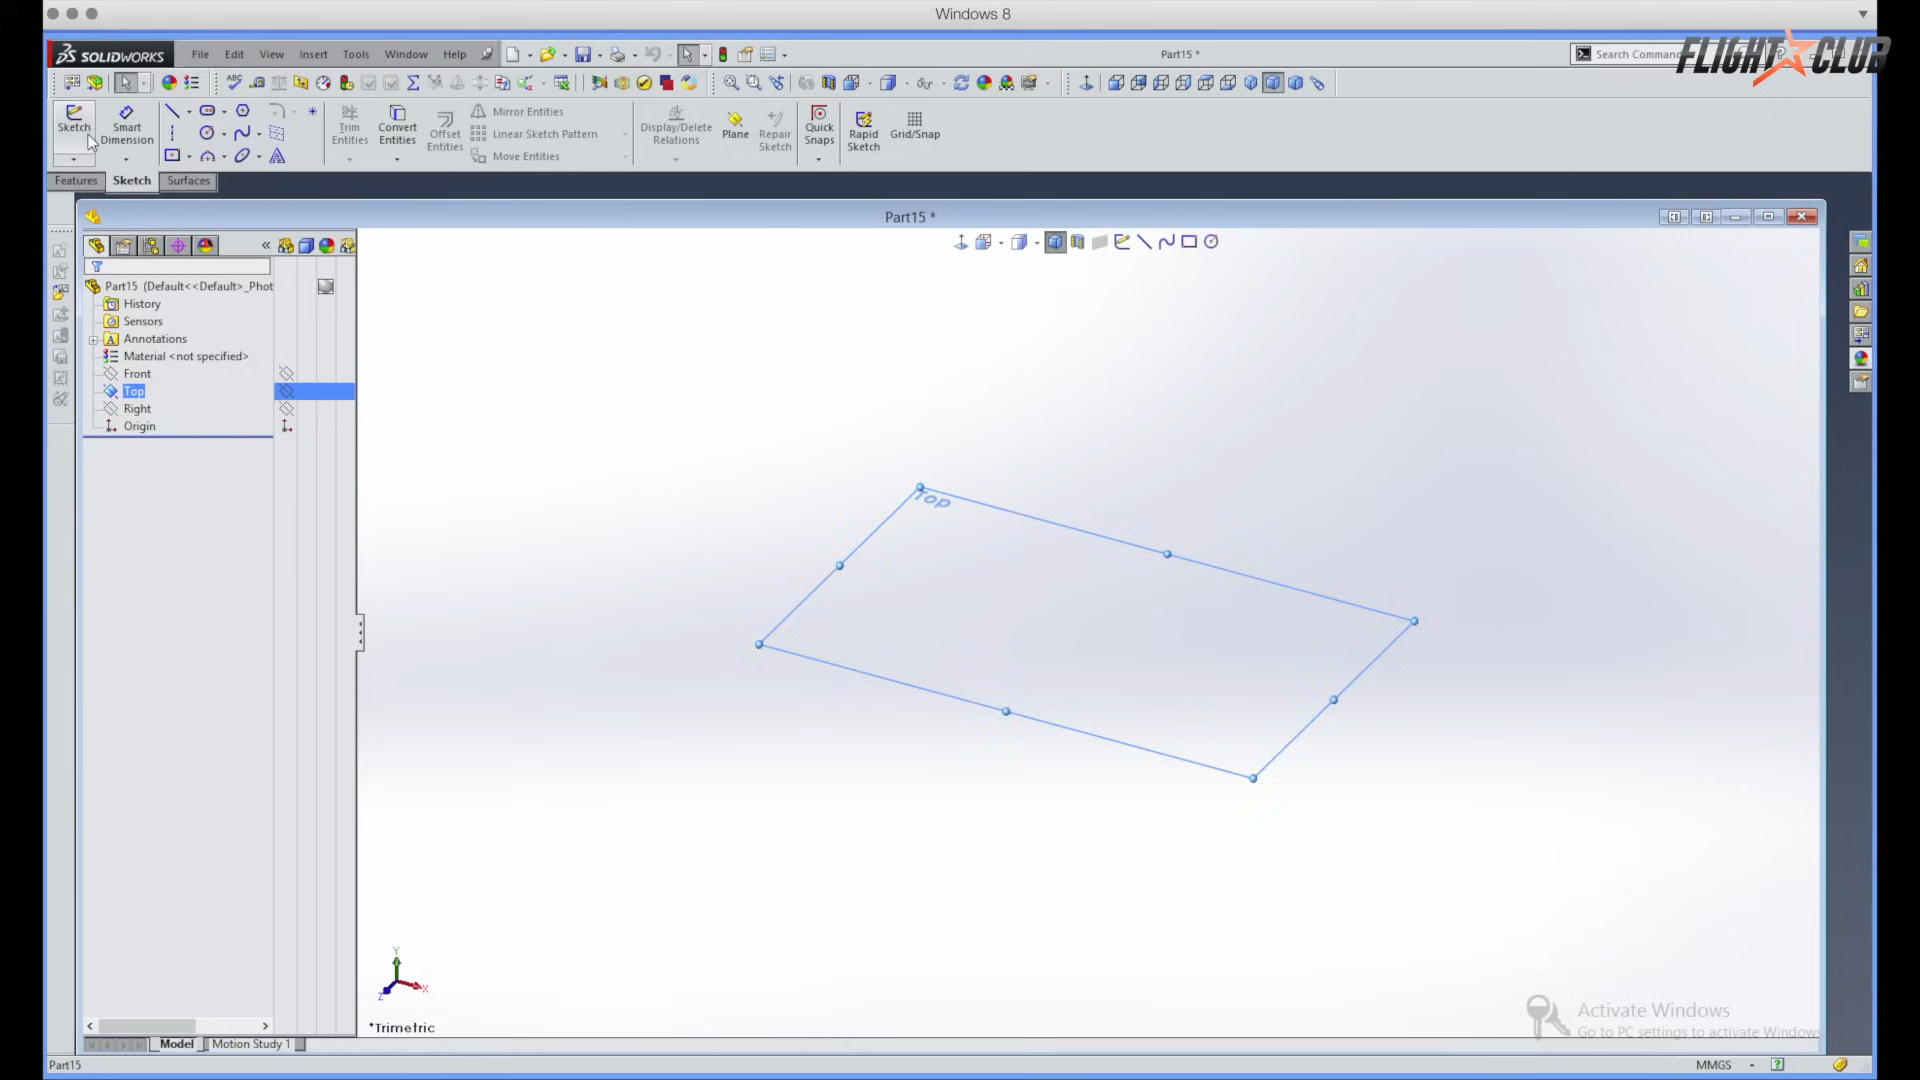 Windows 8
SOLIDWORKS File Edit View Insert Tools Window Help Part15 * Search Comman
FLIGHT CLUB
Sketch Smart Dimension Trim Entities Convert Entities Offset Entities Mirror Entities Linear Sketch Pattern Move Entities Display/Delete Relations Plane Repair Sketch Quick Snaps Rapid Sketch Grid/Snap
Features Sketch Surfaces
Part15 *
Part15 (Default<<Default>_Phot
History
Sensors
A Annotations
Material <not specified>
Front
Top
Right
Origin
Top
Y
X
Z
*Trimetric
Activate Windows
Go to PC settings to activate Windows
Model Motion Study 1
Part15 MMGS